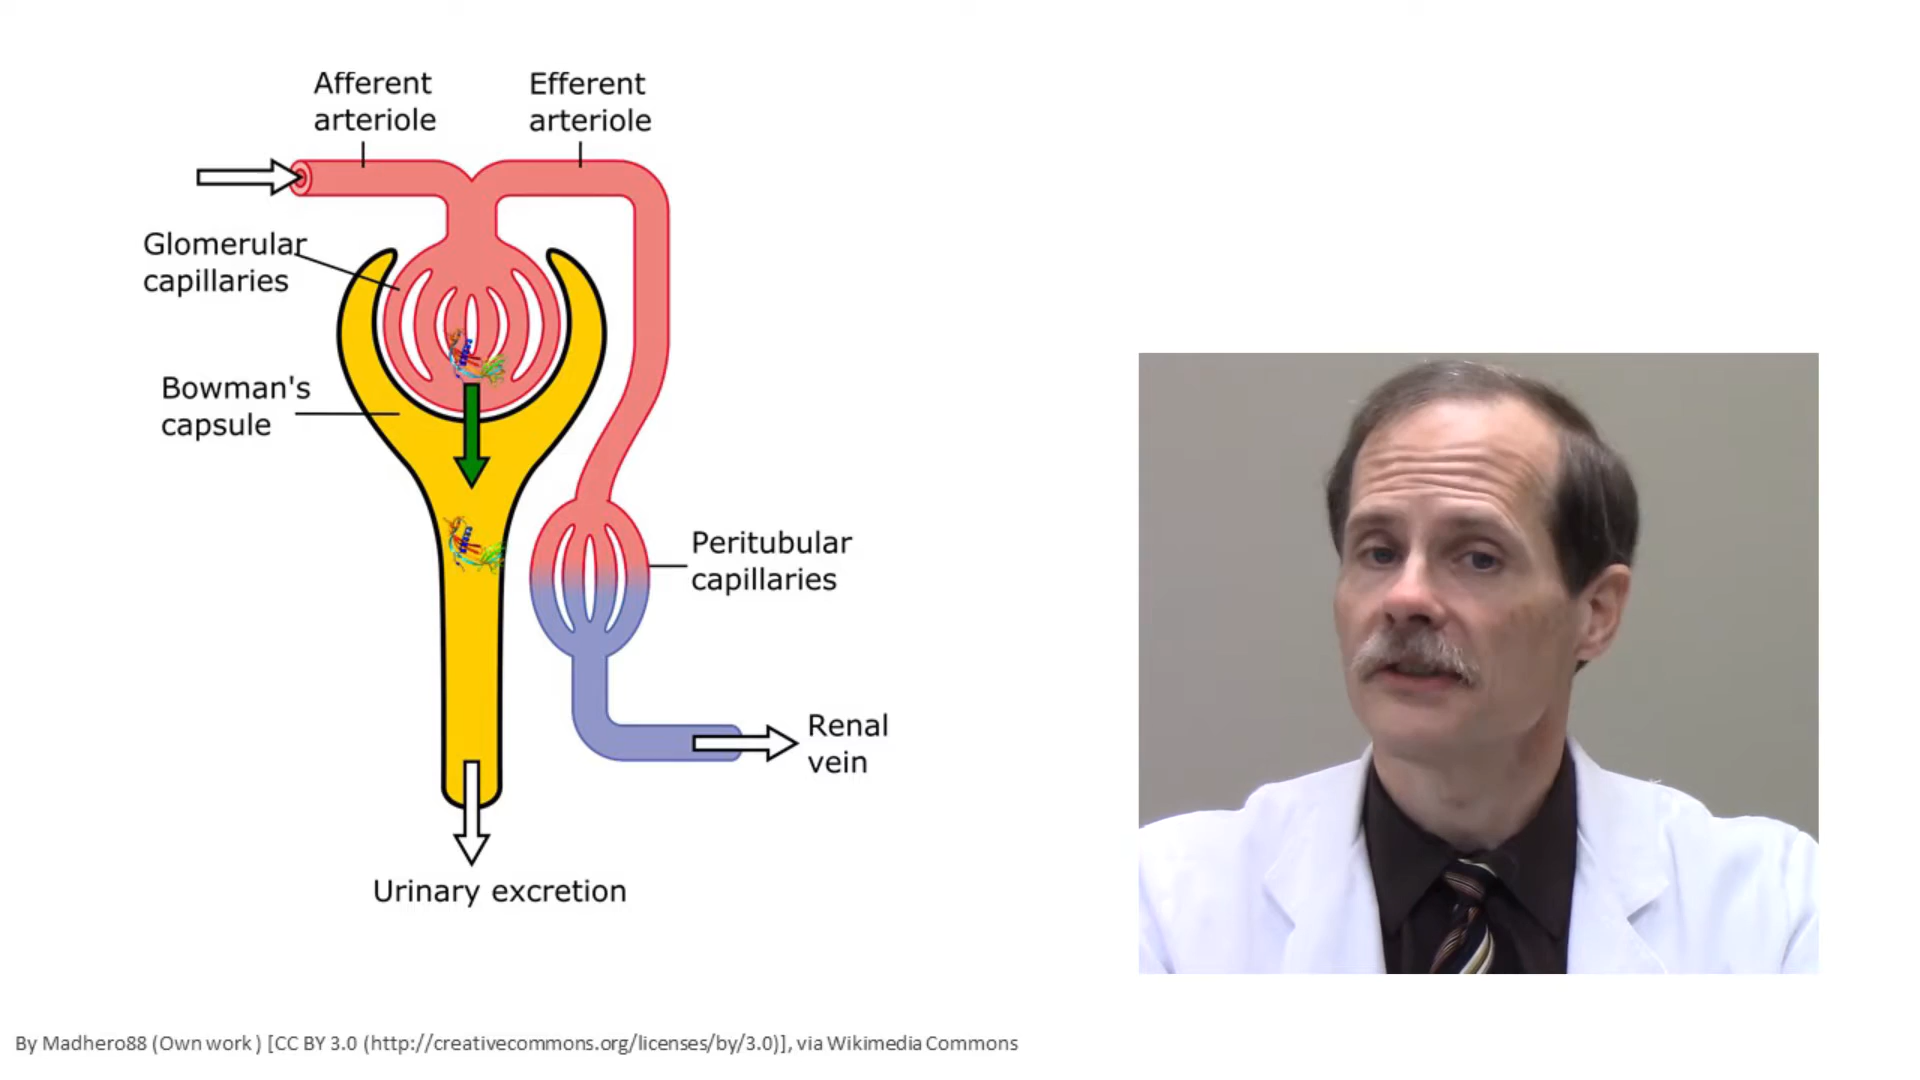 Afferent
arteriole
Efferent
arteriole
Glomerular
capillaries
Bowman's
capsule
Peritubular
capillaries
Renal
vein
Urinary excretion
By Madhero88 (Own work) [CC BY 3.0 (http://creativecommons.org/licenses/by/3.0)], via Wikimedia Commons